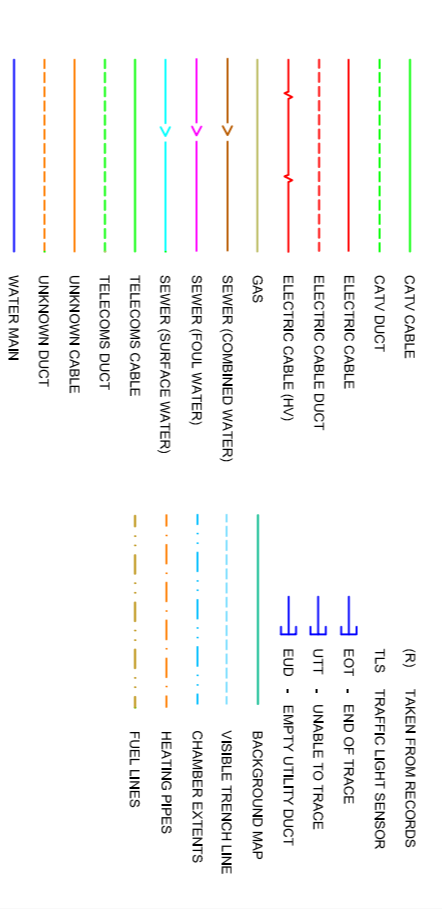 CATV CABLE
CATV DUCT
ELECTRIC CABLE
ELECTRIC CABLE DUCT
ELECTRIC CABLE (HV)
GAS
SEWER (COMBINED WATER)
SEWER (FOUL WATER)
SEWER (SURFACE WATER)
TELECOMS CABLE
TELECOMS DUCT
UNKNOWN CABLE
UNKNOWN DUCT
WATER MAIN
(R) TAKEN FROM RECORDS
TLS TRAFFIC LIGHT SENSOR
EOT - END OF TRACE
UTT - UNABLE TO TRACE
EUD - EMPTY UTILITY DUCT
BACKGROUND MAP
VISIBLE TRENCH LINE
CHAMBER EXTENTS
HEATING PIPES
FUEL LINES